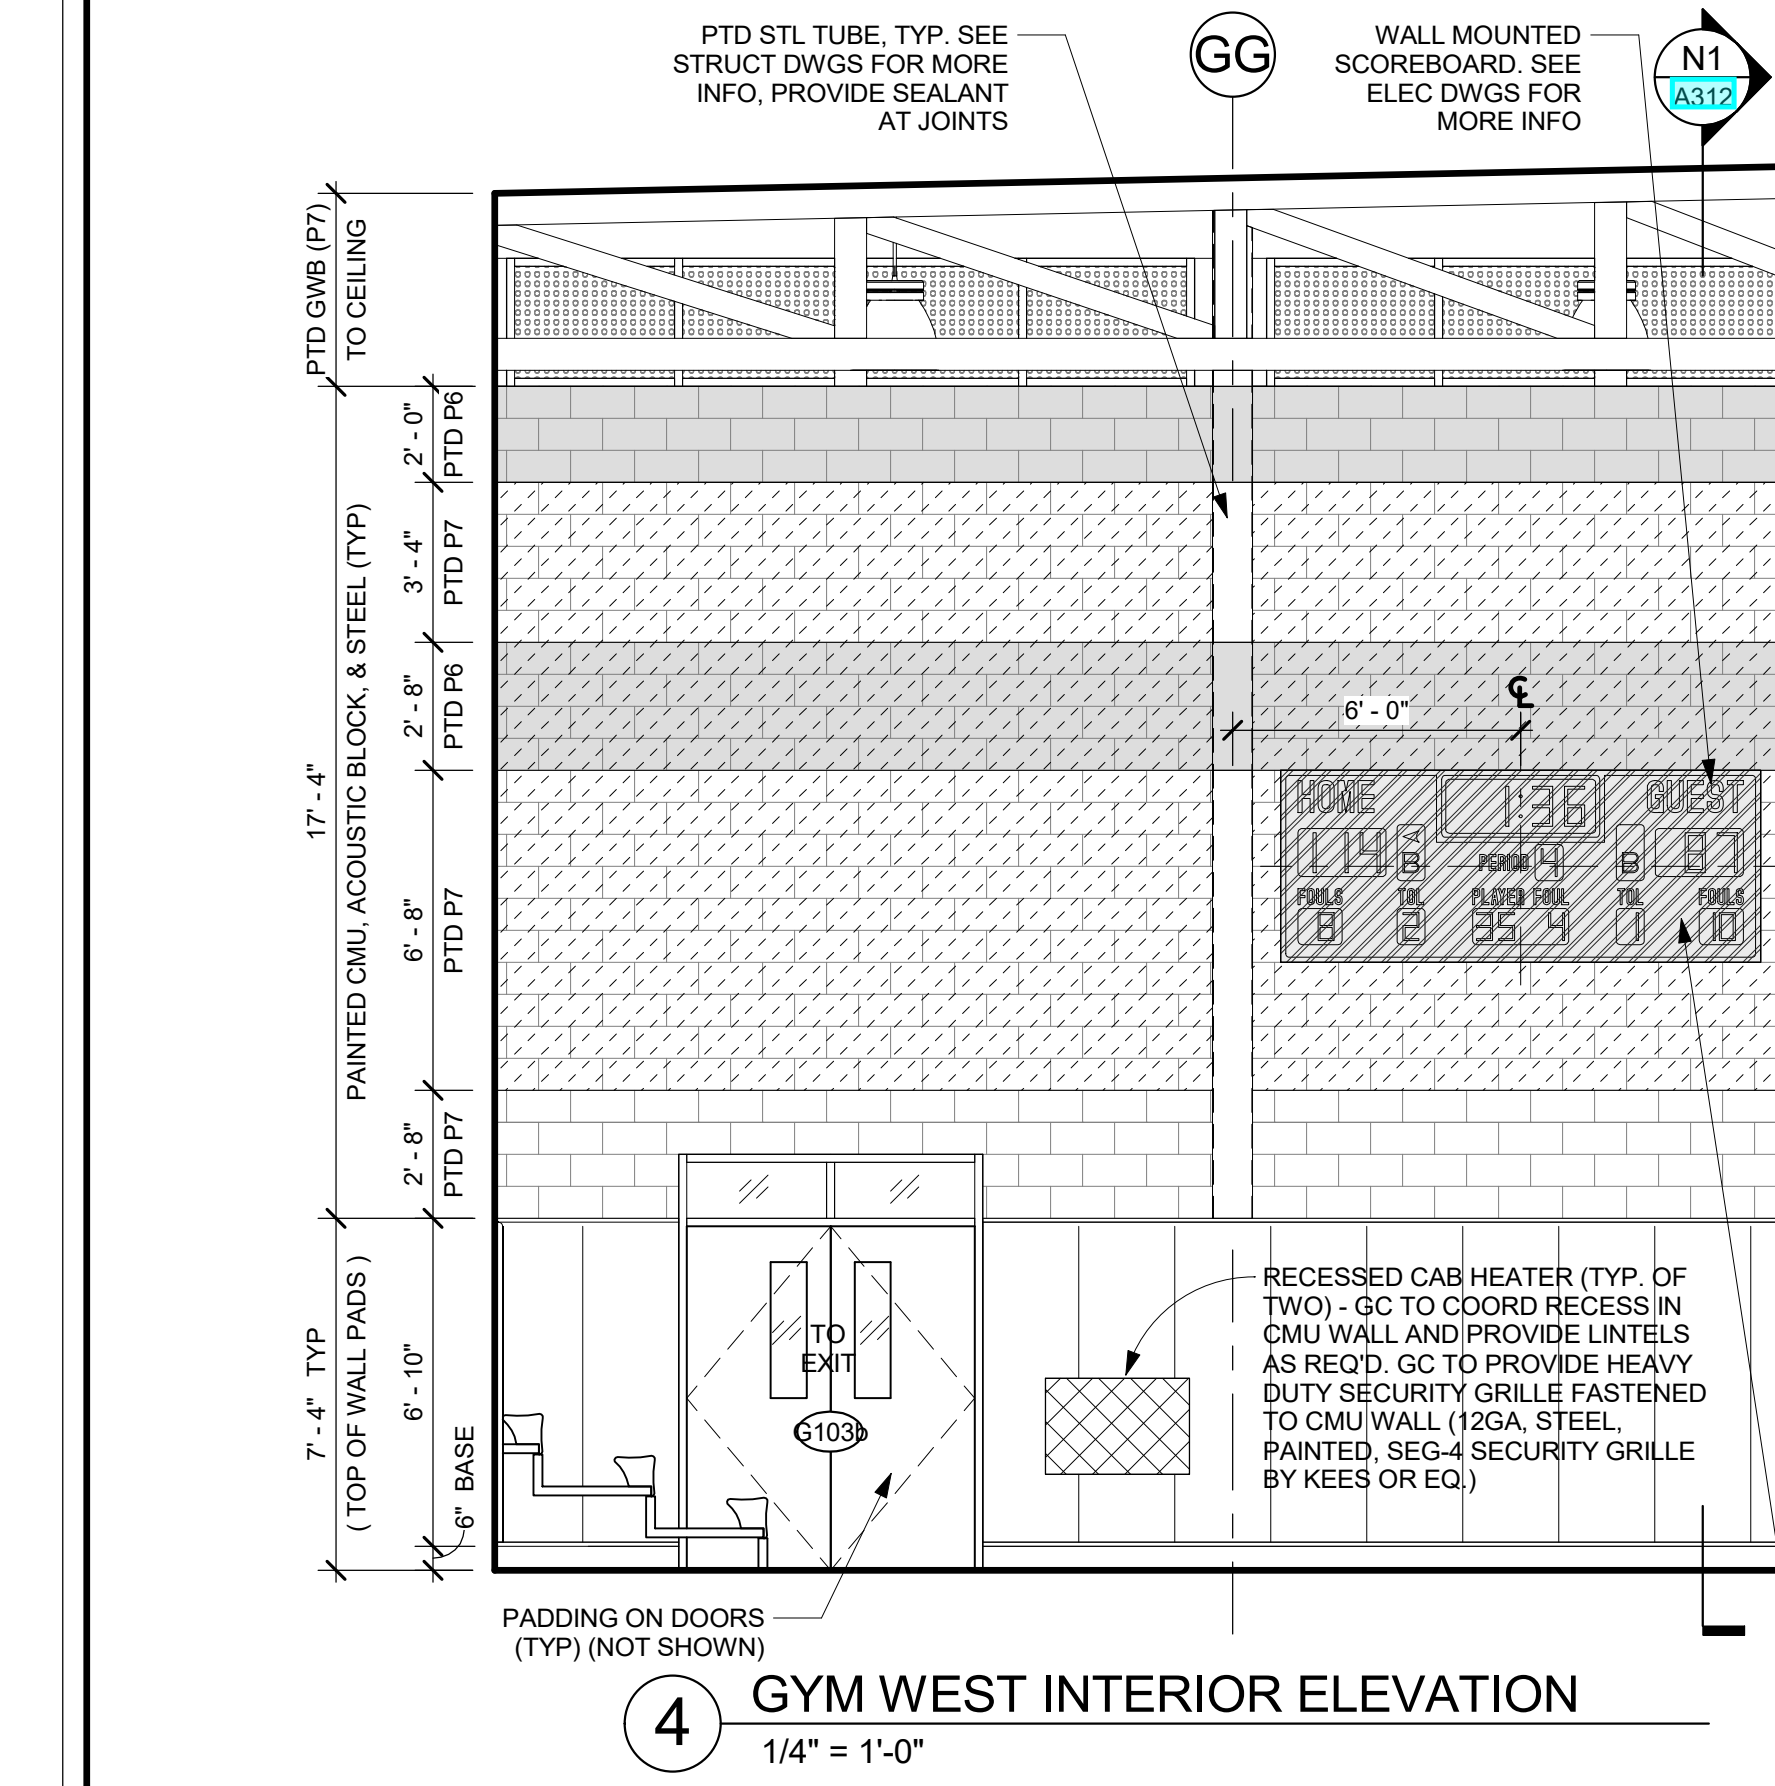 PTD STL TUBE, TYP. SEE
STRUCT DWGS FOR MORE
INFO, PROVIDE SEALANT
AT JOINTS
GG
WALL MOUNTED
SCOREBOARD. SEE
ELEC DWGS FOR
MORE INFO
N1
A312
PTD GWB (P7)
TO CEILING
2' - 0"
PTD P6
3' - 4"
PTD P7
2' - 8"
PTD P6
17' - 4"
PAINTED CMU, ACOUSTIC BLOCK, & STEEL (TYP)
6' - 8"
PTD P7
2' - 8"
PTD P7
7' - 4" TYP
( TOP OF WALL PADS )
6' - 10"
6" BASE
6' - 0"
CL
HOME
1:36
GUEST
114
B
PERIOD 4
B
87
FOULS
TOL
PLAYER FOUL
TOL
FOULS
8
2
35 4
1
10
TO
EXIT
G103b
RECESSED CAB HEATER (TYP. OF
TWO) - GC TO COORD RECESS IN
CMU WALL AND PROVIDE LINTELS
AS REQ'D. GC TO PROVIDE HEAVY
DUTY SECURITY GRILLE FASTENED
TO CMU WALL (12GA, STEEL,
PAINTED, SEG-4 SECURITY GRILLE
BY KEES OR EQ.)
PADDING ON DOORS
(TYP) (NOT SHOWN)
4
GYM WEST INTERIOR ELEVATION
1/4" = 1'-0"